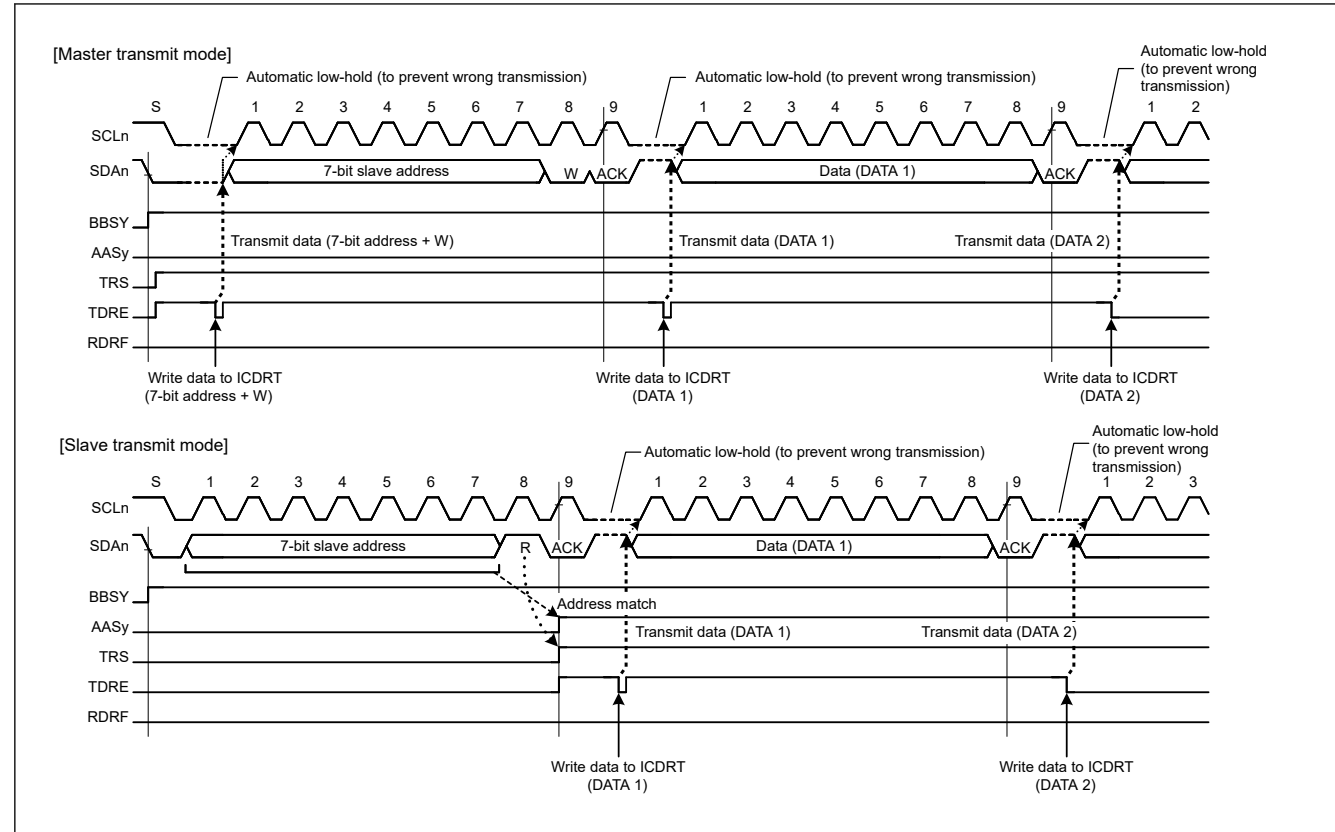 [Master transmit mode]
Automatic low-hold (to prevent wrong transmission)
Automatic low-hold (to prevent wrong transmission)
Automatic low-hold
(to prevent wrong
transmission)
S 1 2 3 4 5 6 7 8 9 1 2 3 4 5 6 7 8 9 1 2
SCLn
SDAn 7-bit slave address W ACK Data (DATA 1) ACK
BBSY
Transmit data (7-bit address + W) Transmit data (DATA 1) Transmit data (DATA 2)
AASy
TRS
TDRE
RDRF
Write data to ICDRT
(7-bit address + W)
Write data to ICDRT
(DATA 1)
Write data to ICDRT
(DATA 2)
[Slave transmit mode]
Automatic low-hold (to prevent wrong transmission)
Automatic low-hold
(to prevent wrong
transmission)
S 1 2 3 4 5 6 7 8 9 1 2 3 4 5 6 7 8 9 1 2 3
SCLn
SDAn 7-bit slave address R ACK Data (DATA 1) ACK
BBSY
Address match
AASy
Transmit data (DATA 1) Transmit data (DATA 2)
TRS
TDRE
RDRF
Write data to ICDRT
(DATA 1)
Write data to ICDRT
(DATA 2)